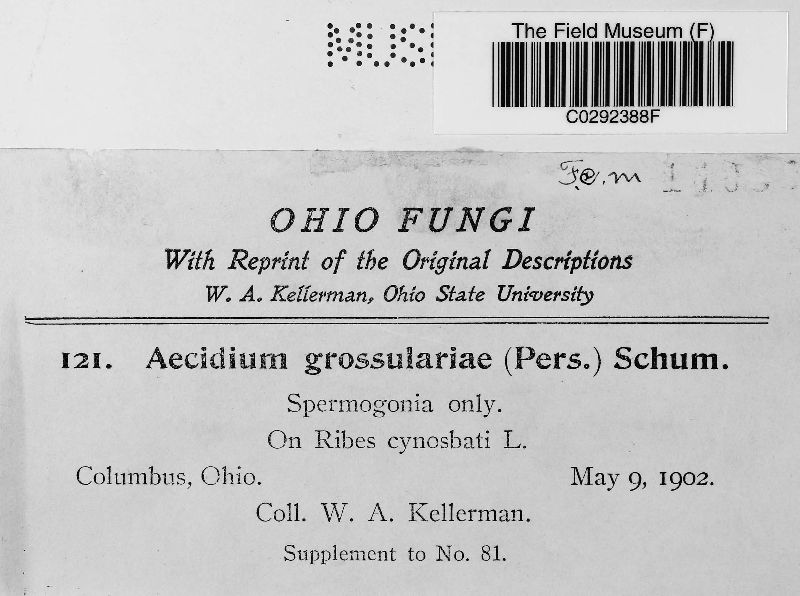 MUS
The Field Museum (F)
C0292388F
OHIO FUNGI
With Reprint of the Original Descriptions
W. A. Kellerman, Ohio State University
121. Aecidium grossulariae (Pers.) Schum.
Spermogonia only.
On Ribes cynosbati L.
Columbus, Ohio. May 9, 1902.
Coll. W. A. Kellerman.
Supplement to No. 81.